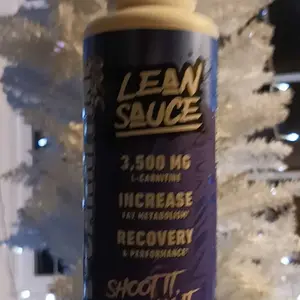 LEAN
SAUCE
3,500 MG
L-CARNITINE
INCREASE
FAT METABOLISM*
RECOVERY
& PERFORMANCE*
SHOOT IT,